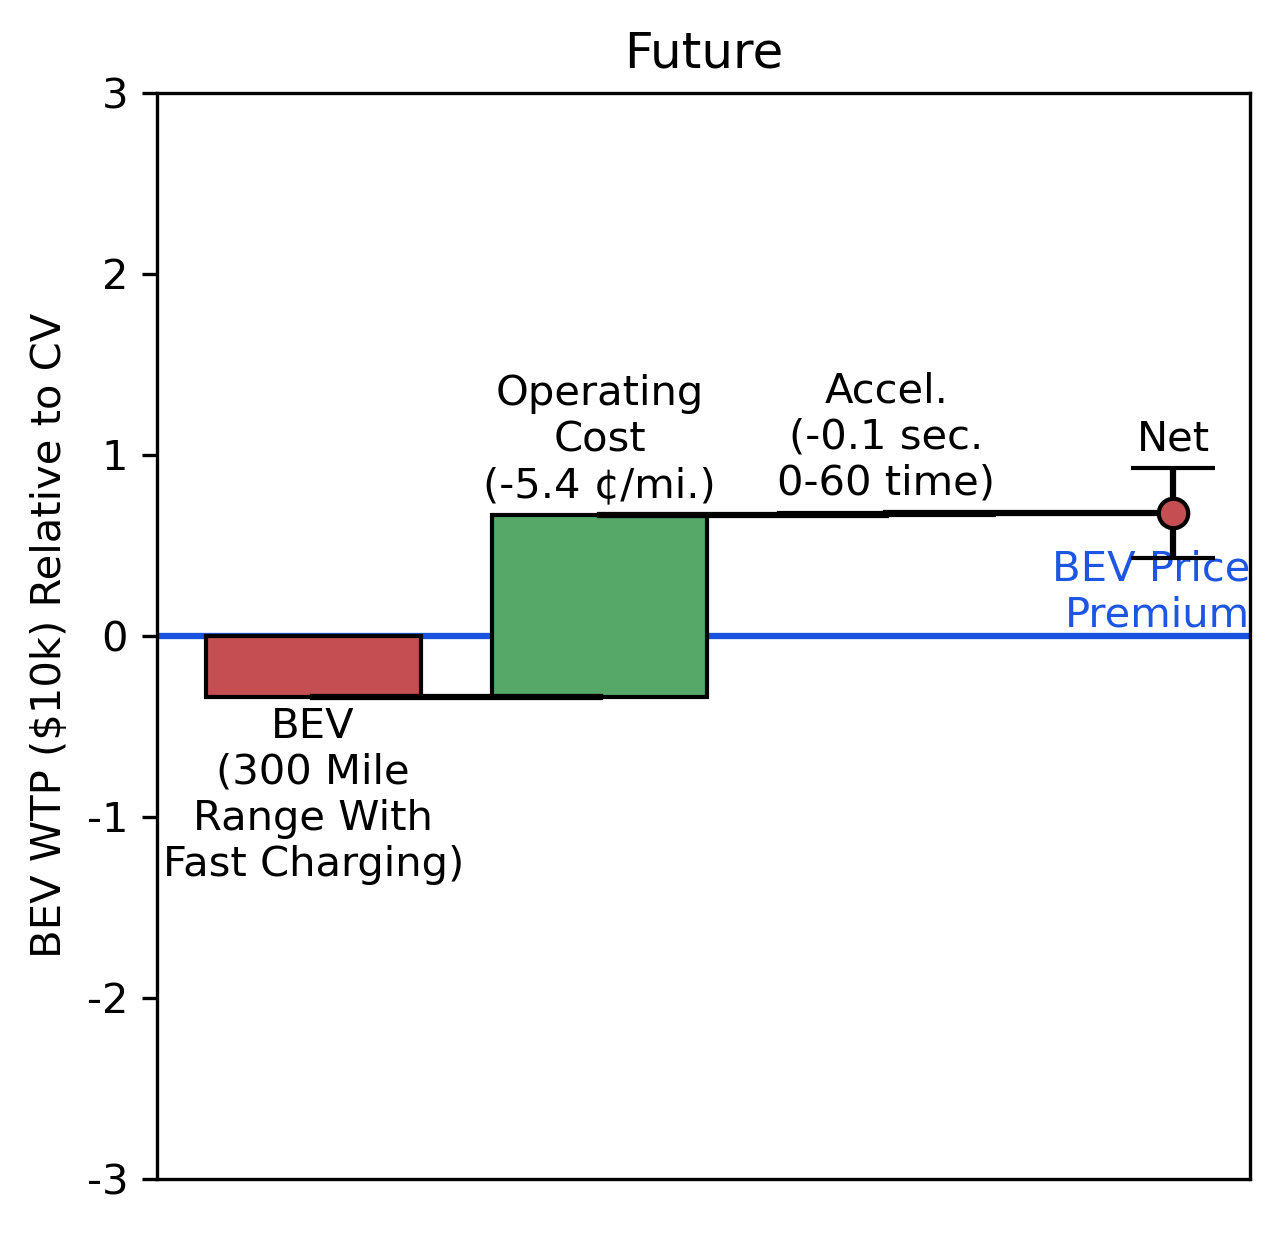 Future
BEV WTP ($10k) Relative to CV
3
2
1
0
-1
-2
-3
Operating
Cost
(-5.4 ¢/mi.)
Accel.
(-0.1 sec.
0-60 time)
Net
BEV Price
Premium
BEV
(300 Mile
Range With
Fast Charging)